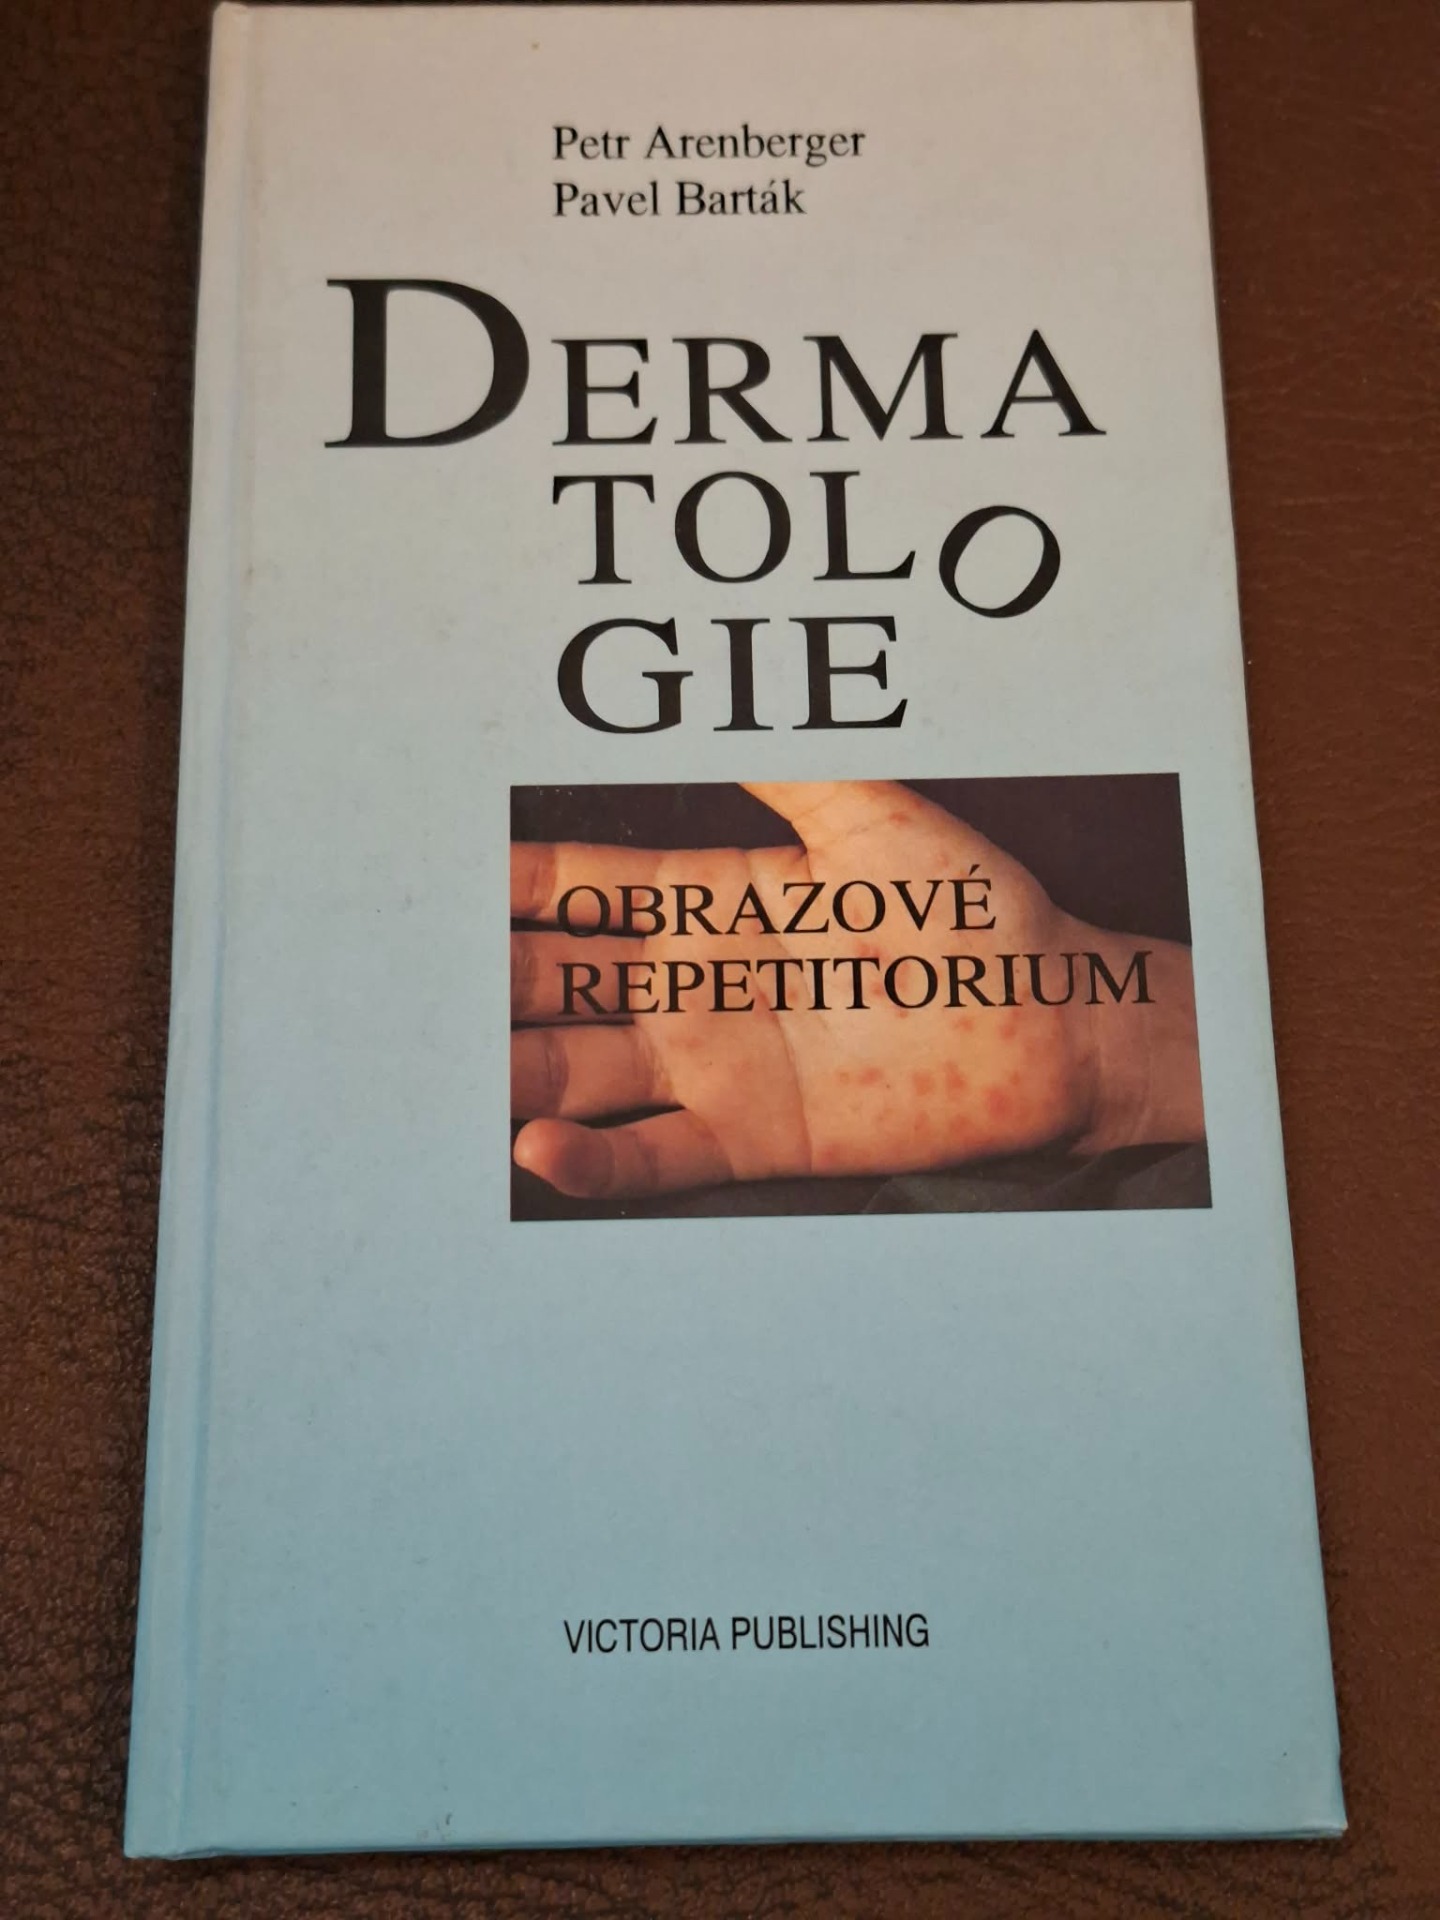 Petr Arenberger
Pavel Barták
DERMA
TOLO
GIE
OBRAZOVÉ
REPETITORIUM
VICTORIA PUBLISHING